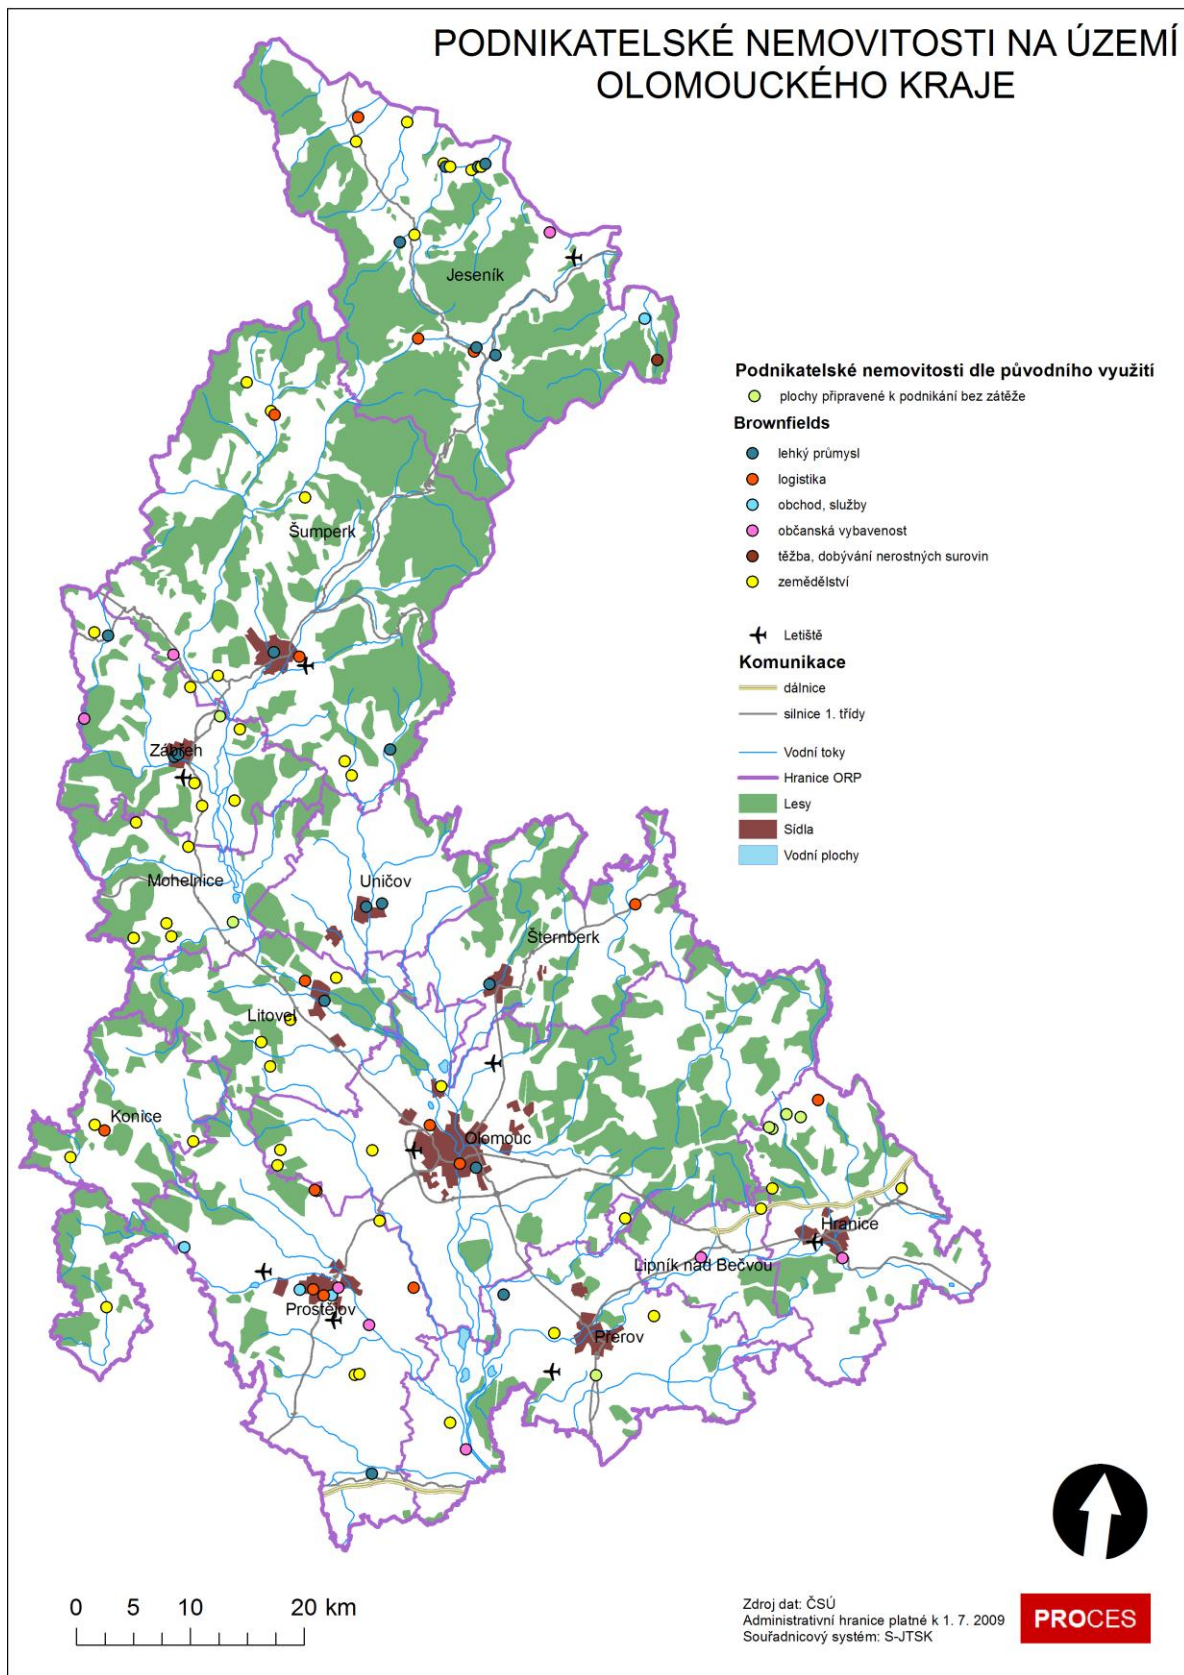 PODNIKATELSKÉ NEMOVITOSTI NA ÚZEMÍ
OLOMOUCKÉHO KRAJE
Jeseník
Podnikatelské nemovitosti dle původního využití
plochy připravené k podnikání bez zátěže
Brownfields
lehký průmysl
logistika
obchod, služby
občanská vybavenost
těžba, dobývání nerostných surovin
zemědělství
Letiště
Komunikace
dálnice
silnice 1. třídy
Vodní toky
Hranice ORP
Lesy
Sídla
Vodní plochy
Šumperk
Zábřeh
Mohelnice
Uničov
Šternberk
Litovel
Konice
Olomouc
Hranice
Lipník nad Bečvou
Prostějov
Přerov
0 5 10 20 km
Zdroj dat: ČSÚ
Administrativní hranice platné k 1. 7. 2009
Souřadnicový systém: S-JTSK
PROCES